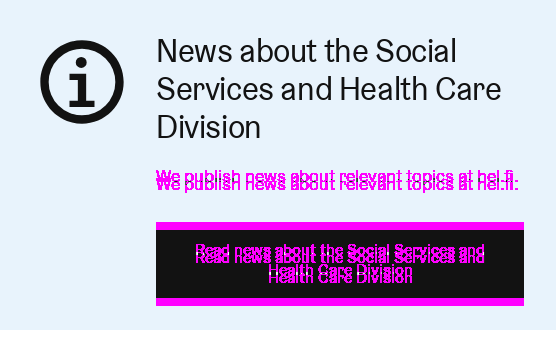 News about the Social
Services and Health Care
Division
We publish news about relevant topics at hel.fi.
Read news about the Social Services and
Health Care Division